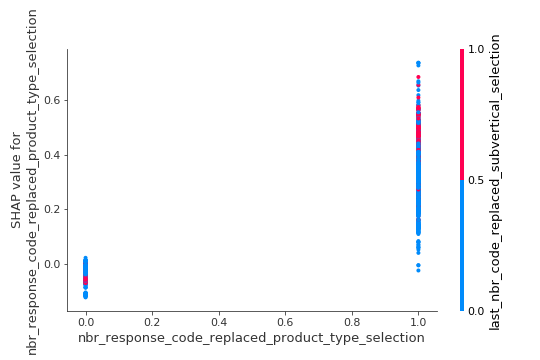 SHAP value for
nbr_response_code_replaced_product_type_selection
0.6
0.4
0.2
0.0
0.0 0.2 0.4 0.6 0.8 1.0
nbr_response_code_replaced_product_type_selection
1.0
0.5
0.0
last_nbr_code_replaced_subvertical_selection